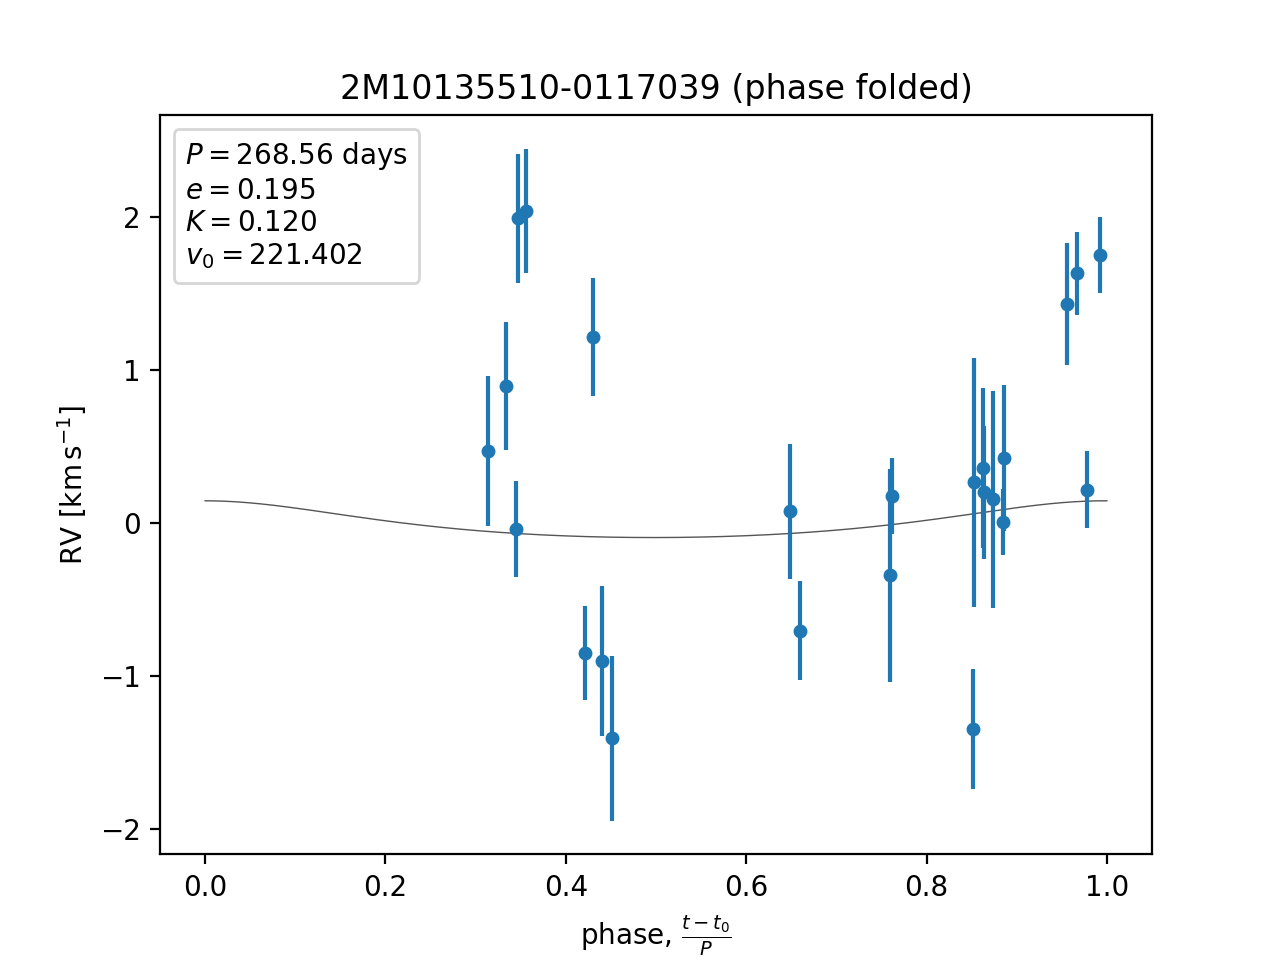 2M10135510-0117039 (phase folded)
P = 268.56 days
e = 0.195
K = 0.120
v₀ = 221.402
RV [km s⁻¹]
2
1
0
−1
−2
0.0 0.2 0.4 0.6 0.8 1.0
phase, (t − t₀)/P